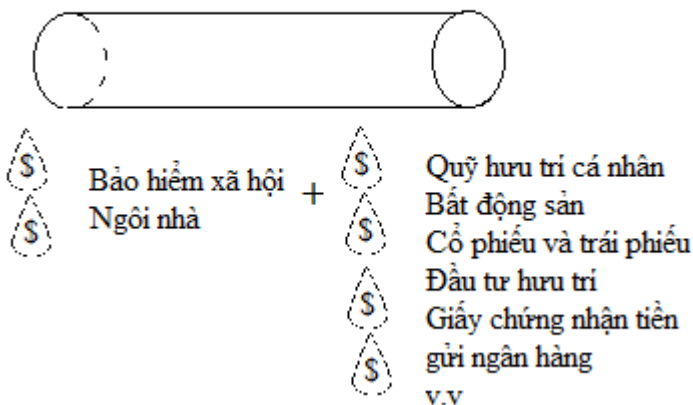 $
$
Bảo hiểm xã hội
Ngôi nhà
+
$
$
$
$
Quỹ hưu trí cá nhân
Bất động sản
Cổ phiếu và trái phiếu
Đầu tư hưu trí
Giấy chứng nhận tiền
gửi ngân hàng
v.v